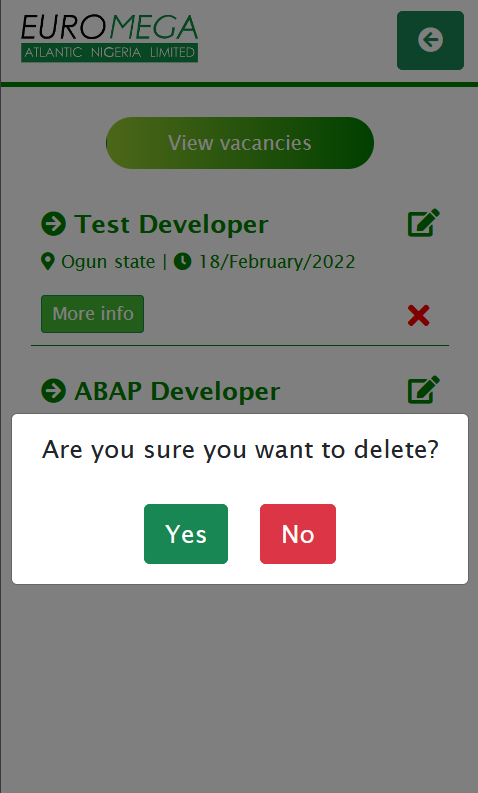 EUROMEGA
ATLANTIC NIGERIA LIMITED
View vacancies
Test Developer
Ogun state | 18/February/2022
More info
ABAP Developer
Are you sure you want to delete?
Yes No